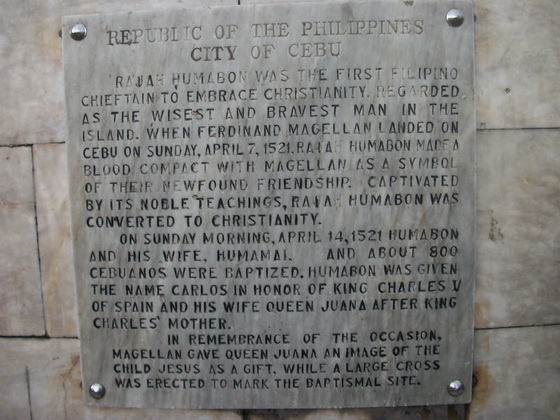 REPUBLIC OF THE PHILIPPINES
CITY OF CEBU
RAJAH HUMABON WAS THE FIRST FILIPINO
CHIEFTAIN TO EMBRACE CHRISTIANITY. REGARDED
AS THE WISEST AND BRAVEST MAN IN THE
ISLAND. WHEN FERDINAND MAGELLAN LANDED ON
CEBU ON SUNDAY, APRIL 7, 1521. RAJAH HUMABON MADE A
BLOOD COMPACT WITH MAGELLAN AS A SYMBOL
OF THEIR NEWFOUND FRIENDSHIP. CAPTIVATED
BY ITS NOBLE TEACHINGS, RAJAH HUMABON WAS
CONVERTED TO CHRISTIANITY.
ON SUNDAY MORNING, APRIL 14, 1521 HUMABON
AND HIS WIFE, HUMAMAI. AND ABOUT 800
CEBUANOS WERE BAPTIZED. HUMABON WAS GIVEN
THE NAME CARLOS IN HONOR OF KING CHARLES V
OF SPAIN AND HIS WIFE QUEEN JUANA AFTER KING
CHARLES' MOTHER.
IN REMEMBRANCE OF THE OCCASION,
MAGELLAN GAVE QUEEN JUANA AN IMAGE OF THE
CHILD JESUS AS A GIFT, WHILE A LARGE CROSS
WAS ERECTED TO MARK THE BAPTISMAL SITE.